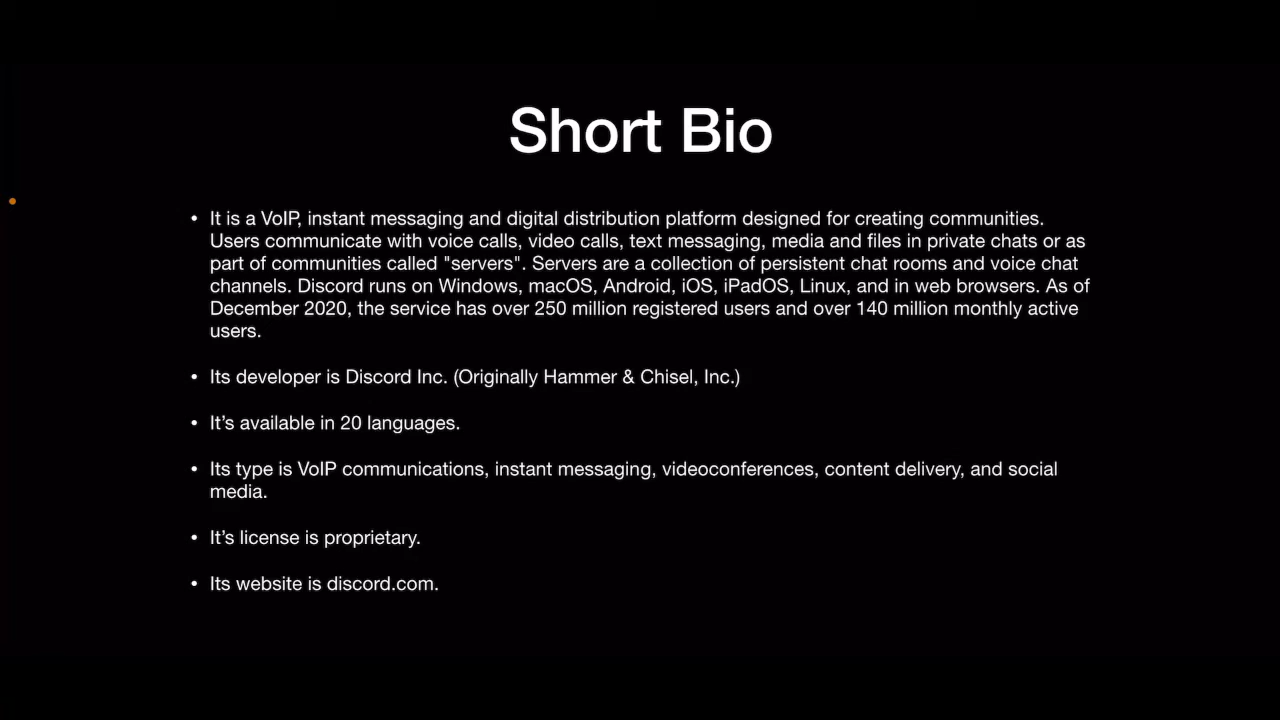 Short Bio
• It is a VoIP, instant messaging and digital distribution platform designed for creating communities.
Users communicate with voice calls, video calls, text messaging, media and files in private chats or as
part of communities called "servers". Servers are a collection of persistent chat rooms and voice chat
channels. Discord runs on Windows, macOS, Android, iOS, iPadOS, Linux, and in web browsers. As of
December 2020, the service has over 250 million registered users and over 140 million monthly active
users.
• Its developer is Discord Inc. (Originally Hammer & Chisel, Inc.)
• It’s available in 20 languages.
• Its type is VoIP communications, instant messaging, videoconferences, content delivery, and social
media.
• It’s license is proprietary.
• Its website is discord.com.